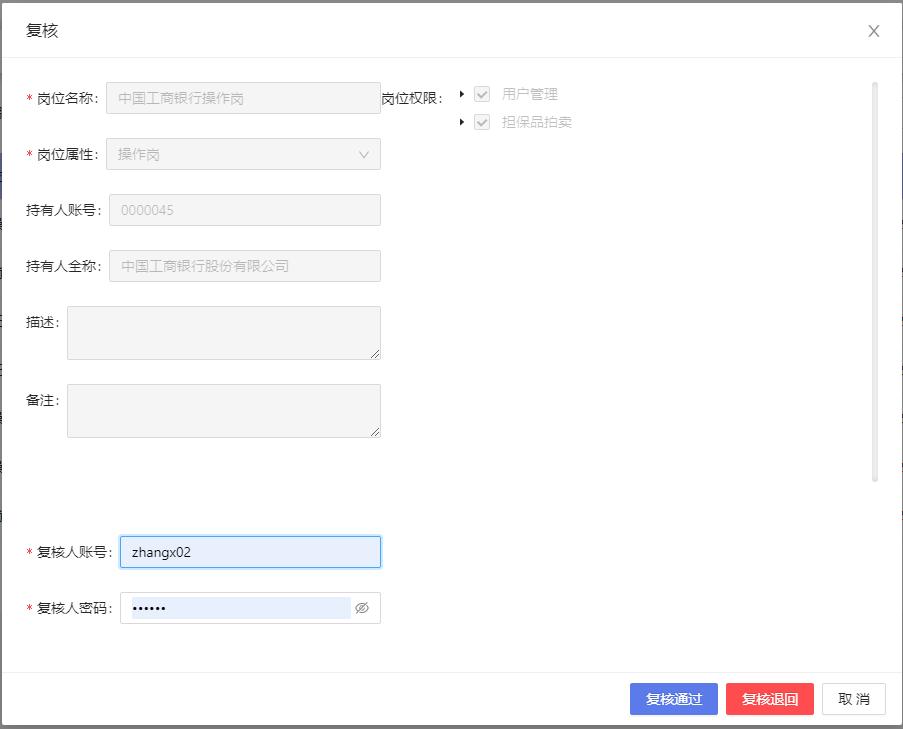 复核
* 岗位名称: 中国工商银行操作岗
岗位权限:
用户管理
担保品拍卖
* 岗位属性: 操作岗
持有人账号: 0000045
持有人全称: 中国工商银行股份有限公司
描述:
备注:
* 复核人账号: zhangx02
* 复核人密码: ••••••
复核通过 复核退回 取 消